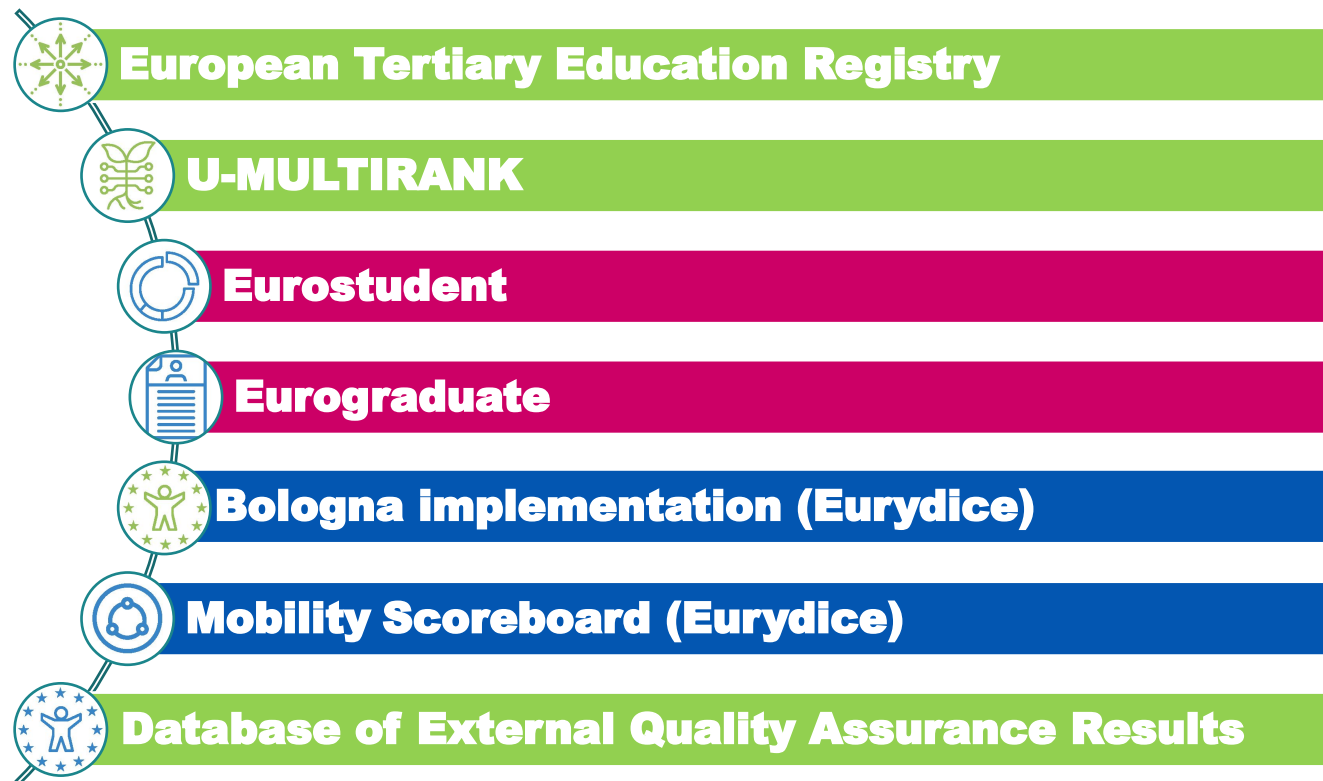 European Tertiary Education Registry
U-MULTIRANK
Eurostudent
Eurograduate
Bologna implementation (Eurydice)
Mobility Scoreboard (Eurydice)
Database of External Quality Assurance Results